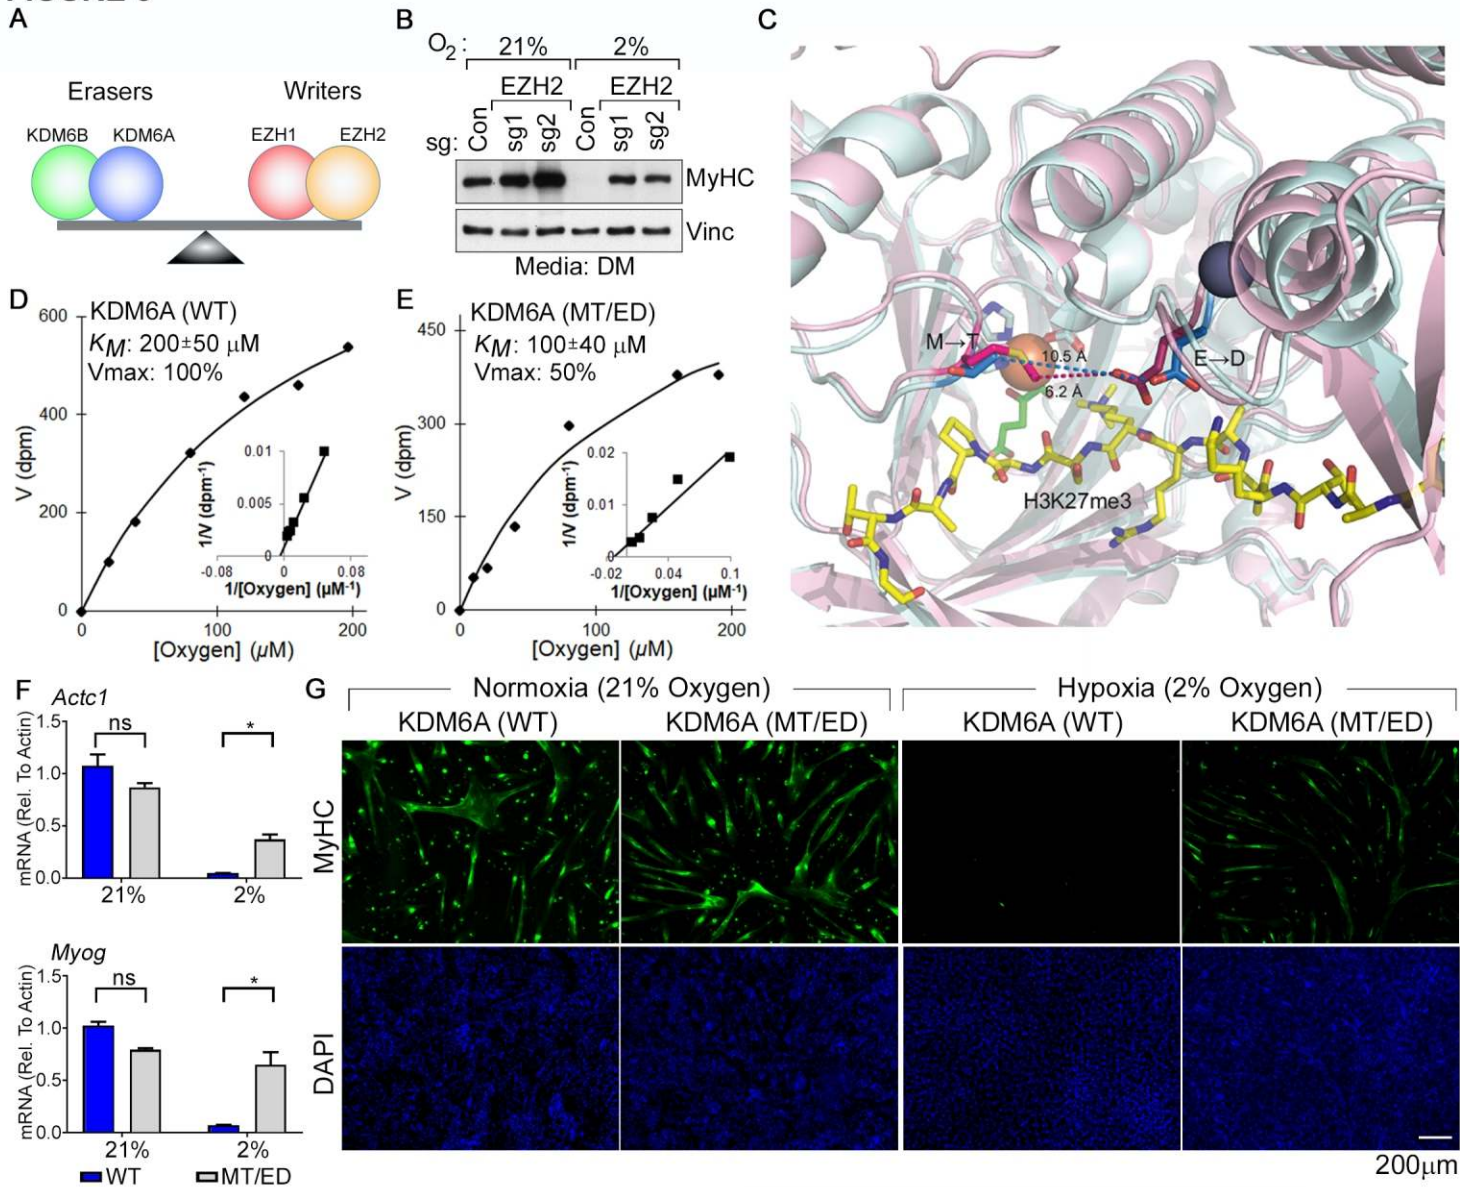 A
Erasers
Writers
KDM6B
KDM6A
EZH1
EZH2
B
O2 :
21%
2%
EZH2
EZH2
sg:
Con
sg1
sg2
Con
sg1
sg2
MyHC
Vinc
Media: DM
C
M→T
10.5 Å
6.2 Å
E→D
H3K27me3
D
KDM6A (WT)
KM: 200±50 μM
Vmax: 100%
V (dpm)
600
400
200
0
0
100
200
[Oxygen] (μM)
1/V (dpm-1)
0.01
0.005
0
-0.08
0
0.08
1/[Oxygen] (μM-1)
E
KDM6A (MT/ED)
KM: 100±40 μM
Vmax: 50%
V (dpm)
450
300
150
0
0
100
200
[Oxygen] (μM)
1/V (dpm-1)
0.02
0.01
0
-0.02
0.04
0.1
1/[Oxygen] (μM-1)
F
Actc1
mRNA (Rel. To Actin)
1.5
1.0
0.5
0.0
ns
*
21%
2%
Myog
mRNA (Rel. To Actin)
1.5
1.0
0.5
0.0
ns
*
21%
2%
WT
MT/ED
G
Normoxia (21% Oxygen)
Hypoxia (2% Oxygen)
KDM6A (WT)
KDM6A (MT/ED)
KDM6A (WT)
KDM6A (MT/ED)
MyHC
DAPI
200μm